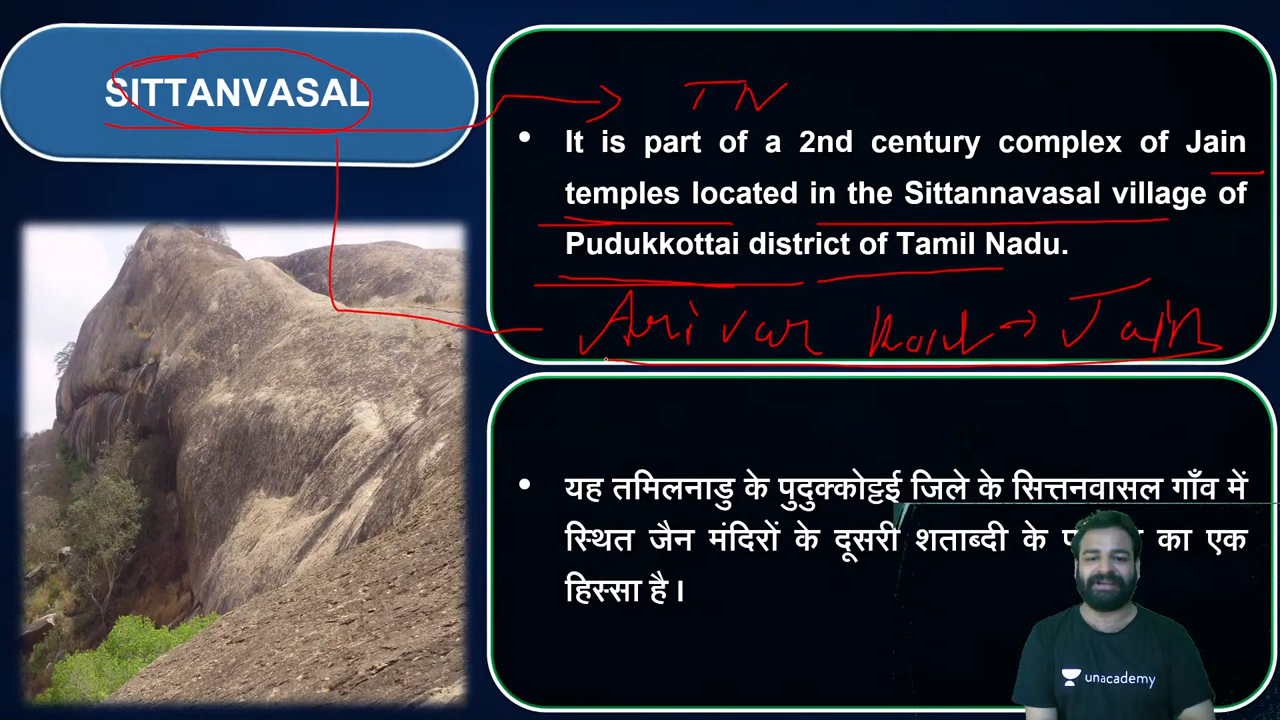 SITTANVASAL
TN
• It is part of a 2nd century complex of Jain
temples located in the Sittannavasal village of
Pudukkottai district of Tamil Nadu.
Arivar Koil → Jain
• यह तमिलनाडु के पुदुक्कोट्टई जिले के सित्तनवासल गाँव में
स्थित जैन मंदिरों के दूसरी शताब्दी के का एक
हिस्सा है ।
unacademy